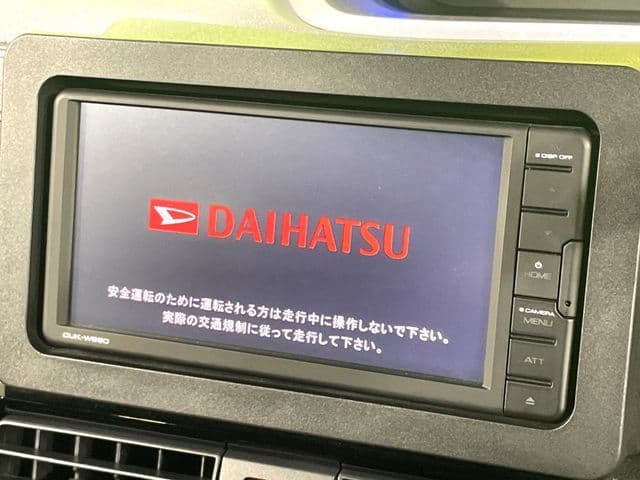 DAIHATSU
安全運転のために運転される方は走行中に操作しないで下さい。
実際の交通規制に従って走行して下さい。
DISP OFF
HOME
CAMERA
MENU
ATT